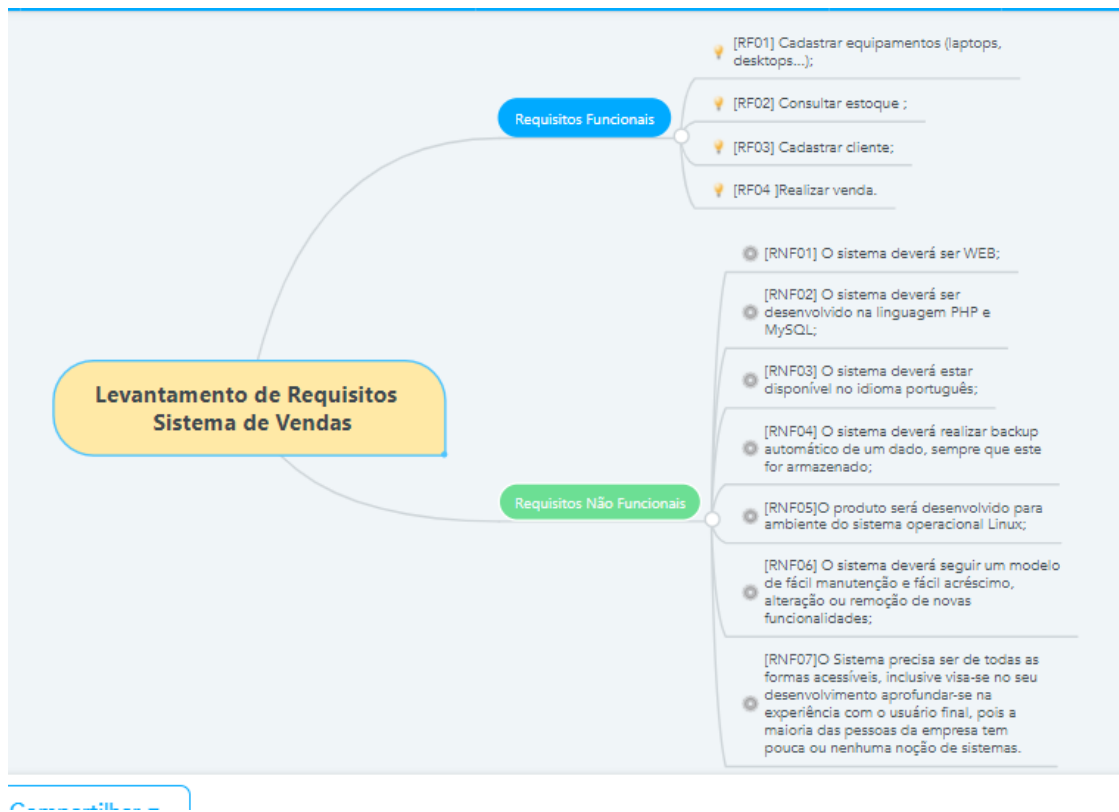 [RF01] Cadastrar equipamentos (laptops,
desktops...);
Requisitos Funcionais
[RF02] Consultar estoque ;
[RF03] Cadastrar cliente;
[RF04 ]Realizar venda.
[RNF01] O sistema deverá ser WEB;
[RNF02] O sistema deverá ser
desenvolvido na linguagem PHP e
MySQL;
[RNF03] O sistema deverá estar
disponível no idioma português;
Levantamento de Requisitos
Sistema de Vendas
[RNF04] O sistema deverá realizar backup
automático de um dado, sempre que este
for armazenado;
Requisitos Não Funcionais
[RNF05]O produto será desenvolvido para
ambiente do sistema operacional Linux;
[RNF06] O sistema deverá seguir um modelo
de fácil manutenção e fácil acréscimo,
alteração ou remoção de novas
funcionalidades;
[RNF07]O Sistema precisa ser de todas as
formas acessíveis, inclusive visa-se no seu
desenvolvimento aprofundar-se na
experiência com o usuário final, pois a
maioria das pessoas da empresa tem
pouca ou nenhuma noção de sistemas.